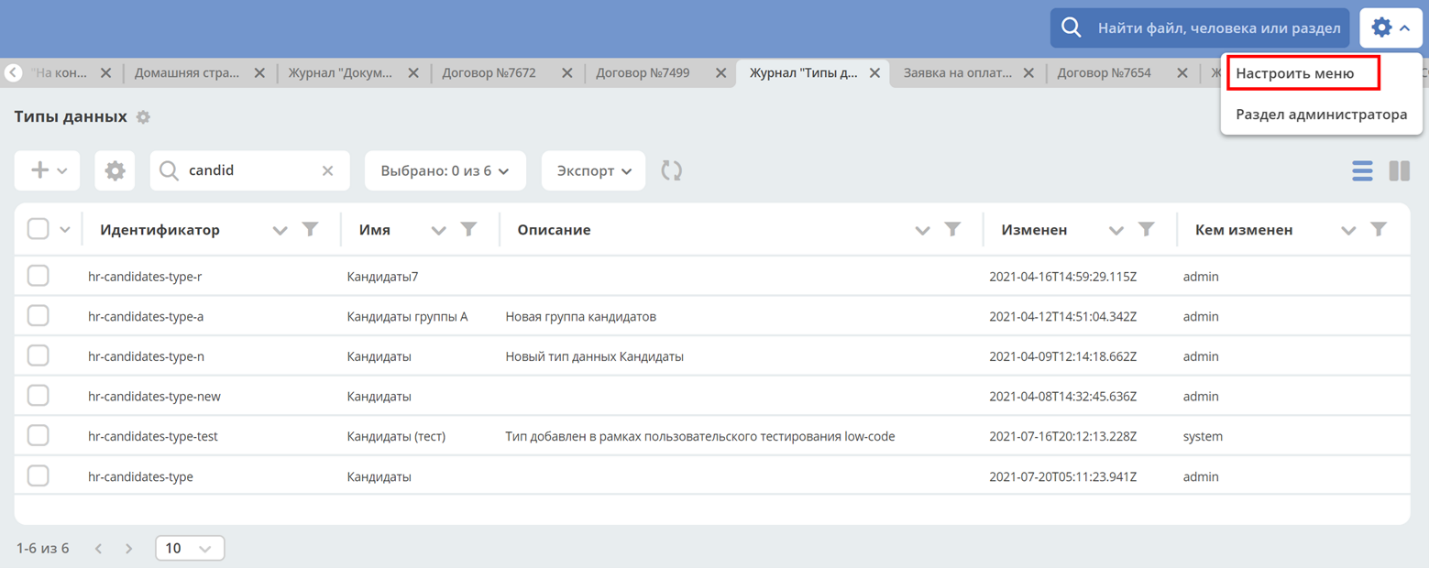 Найти файл, человека или раздел
"На кон... Домашняя стра... Журнал "Докум... Договор №7672 Договор №7499 Журнал "Типы д... Заявка на оплат... Договор №7654
Настроить меню
Раздел администратора
Типы данных
candid Выбрано: 0 из 6 Экспорт
Идентификатор Имя Описание Изменен Кем изменен
hr-candidates-type-r Кандидаты7 2021-04-16T14:59:29.115Z admin
hr-candidates-type-a Кандидаты группы А Новая группа кандидатов 2021-04-12T14:51:04.342Z admin
hr-candidates-type-n Кандидаты Новый тип данных Кандидаты 2021-04-09T12:14:18.662Z admin
hr-candidates-type-new Кандидаты 2021-04-08T14:32:45.636Z admin
hr-candidates-type-test Кандидаты (тест) Тип добавлен в рамках пользовательского тестирования low-code 2021-07-16T20:12:13.228Z system
hr-candidates-type Кандидаты 2021-07-20T05:11:23.941Z admin
1-6 из 6 10